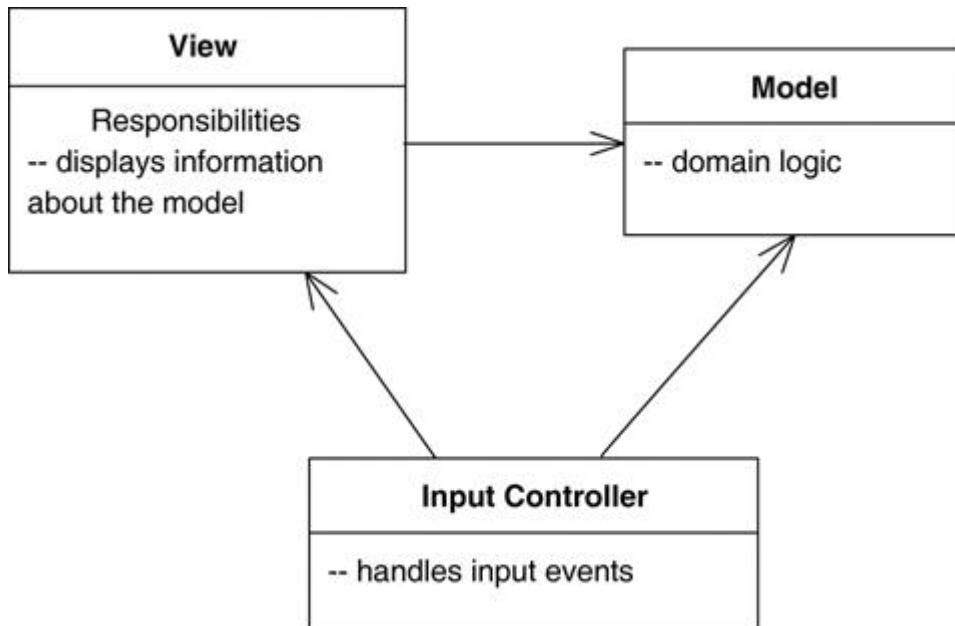 View
Responsibilities
-- displays information
about the model
Model
-- domain logic
Input Controller
-- handles input events